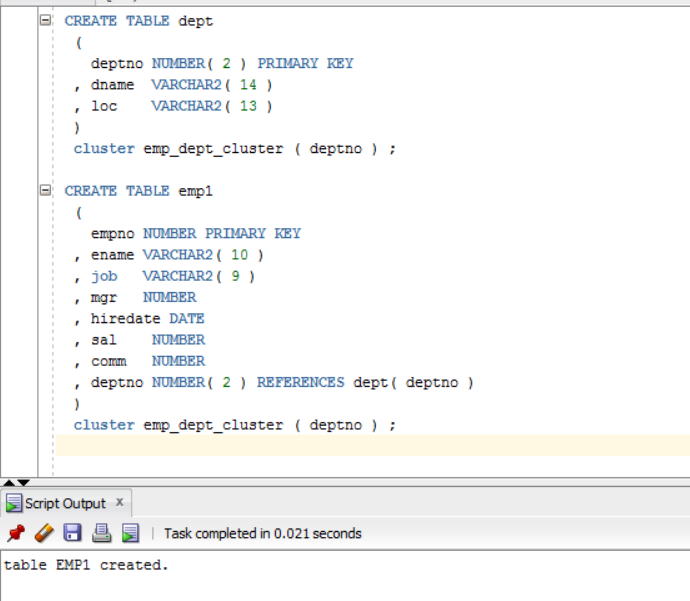 CREATE TABLE dept
(
deptno NUMBER( 2 ) PRIMARY KEY
, dname VARCHAR2( 14 )
, loc VARCHAR2( 13 )
)
cluster emp_dept_cluster ( deptno ) ;
CREATE TABLE emp1
(
empno NUMBER PRIMARY KEY
, ename VARCHAR2( 10 )
, job VARCHAR2( 9 )
, mgr NUMBER
, hiredate DATE
, sal NUMBER
, comm NUMBER
, deptno NUMBER( 2 ) REFERENCES dept( deptno )
)
cluster emp_dept_cluster ( deptno ) ;
Script Output x
Task completed in 0.021 seconds
table EMP1 created.